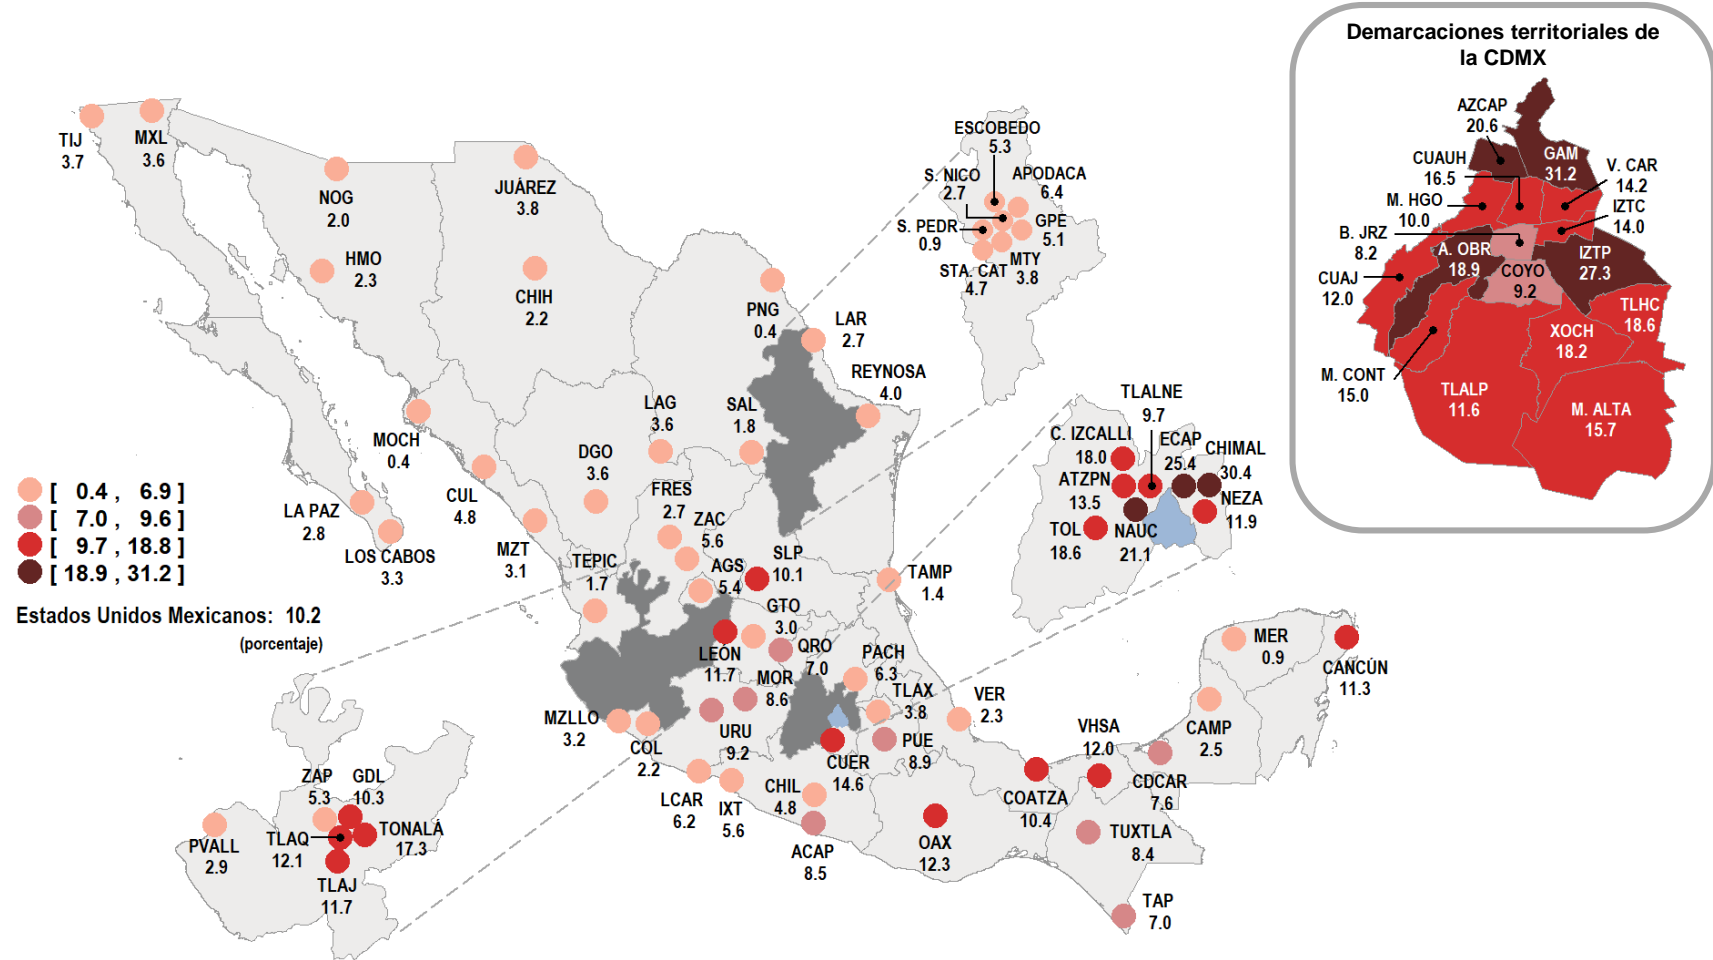 Demarcaciones territoriales de
la CDMX
AZCAP
20.6
CUAUH
16.5
GAM
31.2
V. CAR
14.2
M. HGO
10.0
IZTC
14.0
B. JRZ
8.2
A. OBR
18.9
COYO
9.2
IZTP
27.3
CUAJ
12.0
TLHC
18.6
XOCH
18.2
M. CONT
15.0
TLALP
11.6
M. ALTA
15.7
TIJ
3.7
MXL
3.6
NOG
2.0
HMO
2.3
JUÁREZ
3.8
CHIH
2.2
ESCOBEDO
5.3
S. NICO
2.7
APODACA
6.4
S. PEDR
0.9
GPE
5.1
STA. CAT
4.7
MTY
3.8
PNG
0.4
LAR
2.7
REYNOSA
4.0
LAG
3.6
SAL
1.8
MOCH
0.4
DGO
3.6
CUL
4.8
FRES
2.7
ZAC
5.6
LA PAZ
2.8
LOS CABOS
3.3
MZT
3.1
TEPIC
1.7
AGS
5.4
SLP
10.1
TAMP
1.4
TLALNE
9.7
C. IZCALLI
18.0
ECAP
25.4
CHIMAL
30.4
ATZPN
13.5
NEZA
11.9
TOL
18.6
NAUC
21.1
[ 0.4 , 6.9 ]
[ 7.0 , 9.6 ]
[ 9.7 , 18.8 ]
[ 18.9 , 31.2 ]
Estados Unidos Mexicanos: 10.2
(porcentaje)
GTO
3.0
LEÓN
11.7
QRO
7.0
PACH
6.3
MOR
8.6
TLAX
3.8
VER
2.3
MZLLO
3.2
COL
2.2
URU
9.2
CUER
14.6
PUE
8.9
LCAR
6.2
IXT
5.6
CHIL
4.8
ACAP
8.5
OAX
12.3
COATZA
10.4
VHSA
12.0
CDCAR
7.6
TUXTLA
8.4
TAP
7.0
CAMP
2.5
MER
0.9
CANCÚN
11.3
ZAP
5.3
GDL
10.3
PVALL
2.9
TLAQ
12.1
TONALÁ
17.3
TLAJ
11.7